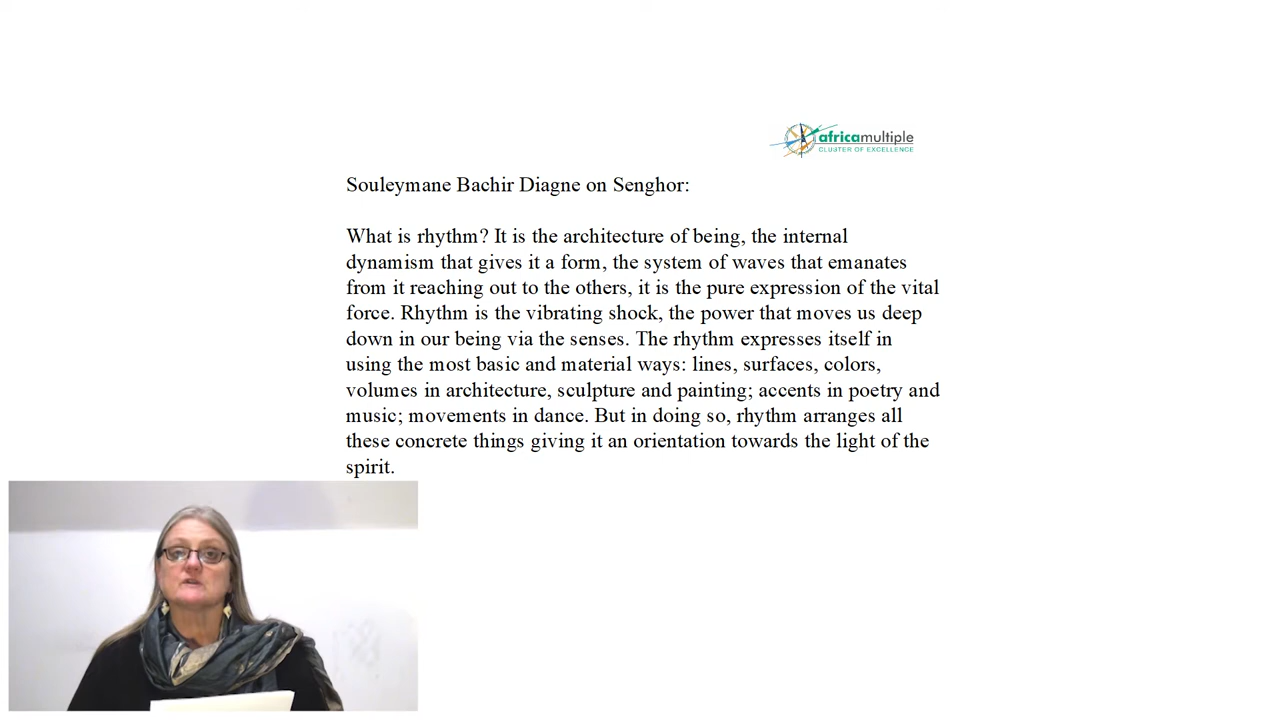 africamultiple
CLUSTER OF EXCELLENCE
Souleymane Bachir Diagne on Senghor:
What is rhythm? It is the architecture of being, the internal
dynamism that gives it a form, the system of waves that emanates
from it reaching out to the others, it is the pure expression of the vital
force. Rhythm is the vibrating shock, the power that moves us deep
down in our being via the senses. The rhythm expresses itself in
using the most basic and material ways: lines, surfaces, colors,
volumes in architecture, sculpture and painting; accents in poetry and
music; movements in dance. But in doing so, rhythm arranges all
these concrete things giving it an orientation towards the light of the
spirit.